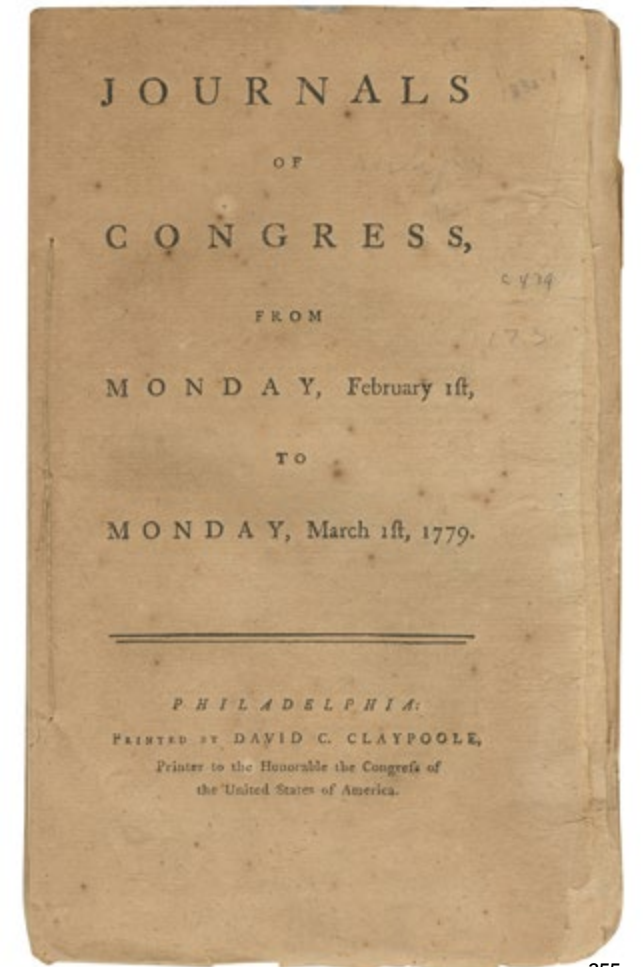 JOURNALS
OF
CONGRESS,
FROM
MONDAY, February 1ſt,
TO
MONDAY, March 1ſt, 1779.
PHILADELPHIA:
PRINTED BY DAVID C. CLAYPOOLE,
Printer to the Honorable the Congreſs of
the United States of America.